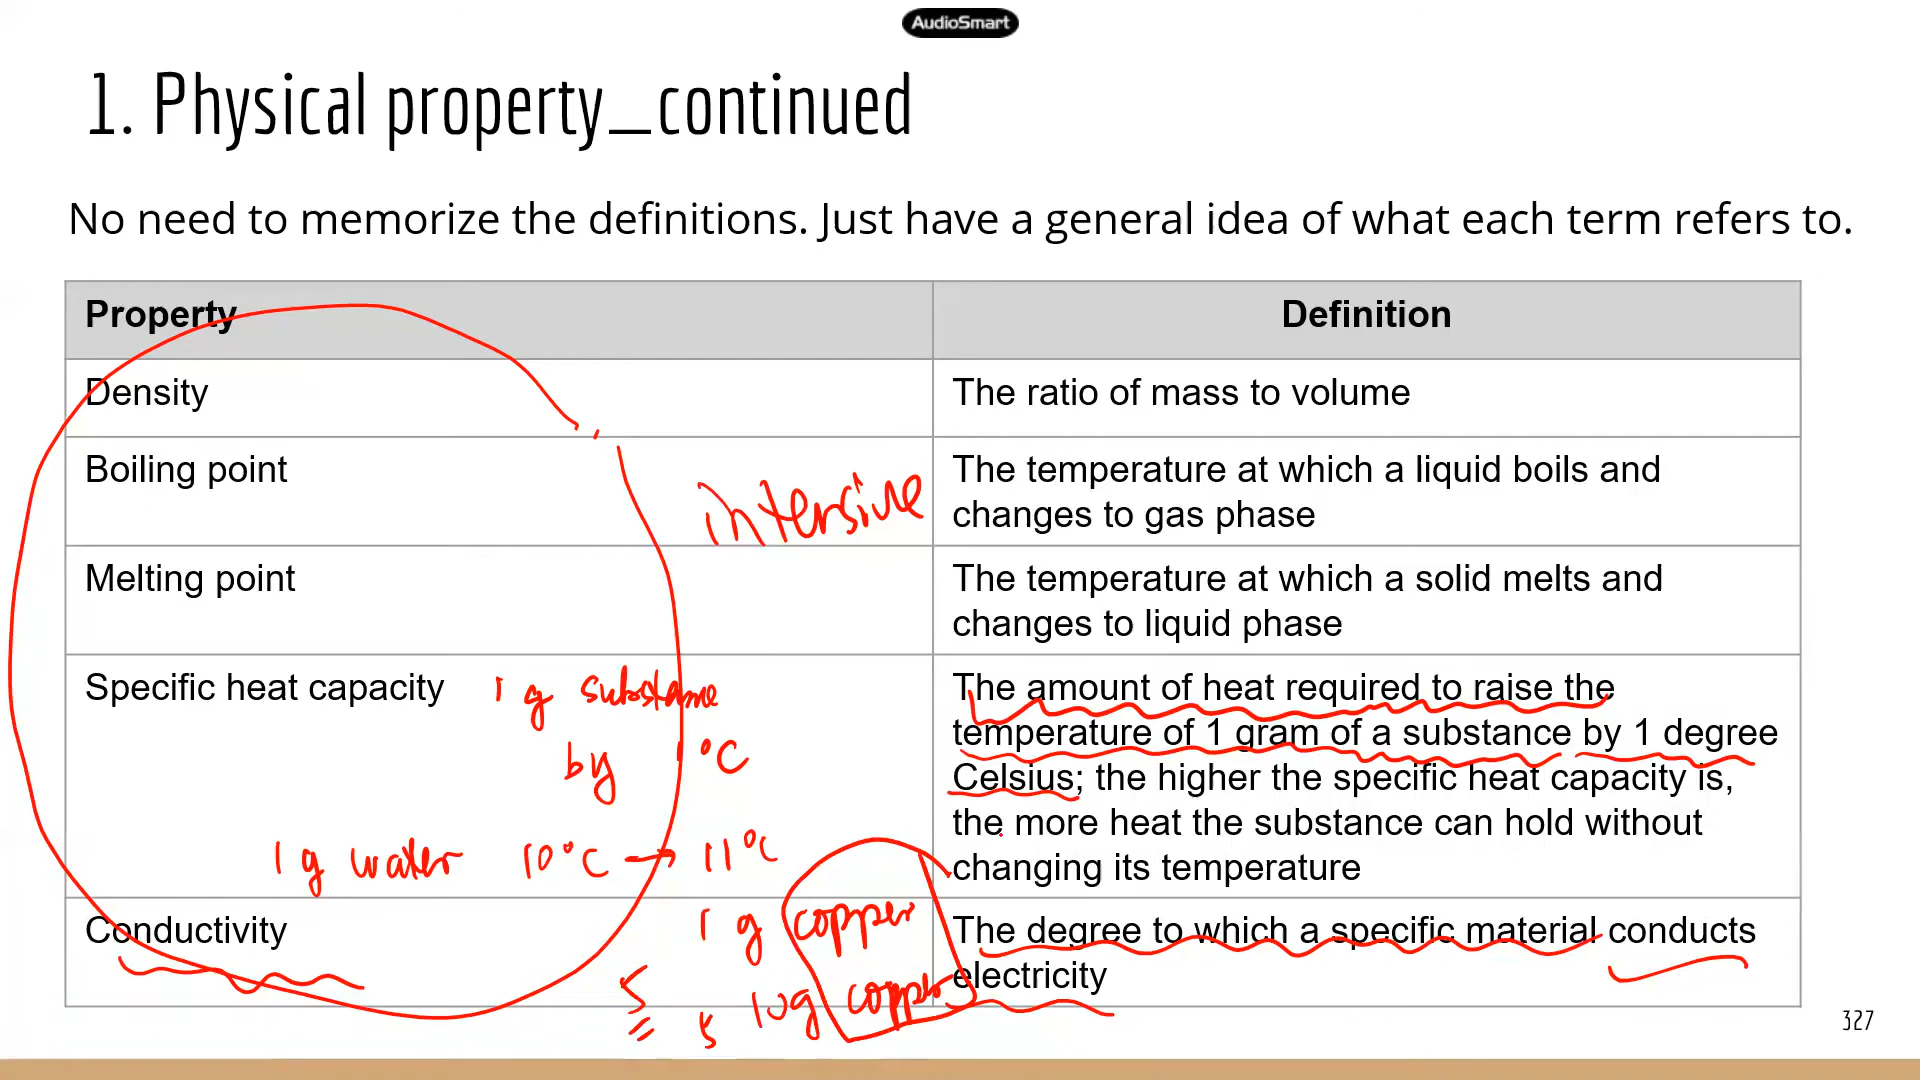 AudioSmart
1. Physical property_continued
No need to memorize the definitions. Just have a general idea of what each term refers to.
Property
Definition
Density
The ratio of mass to volume
Boiling point
The temperature at which a liquid boils and
changes to gas phase
intensive
Melting point
The temperature at which a solid melts and
changes to liquid phase
Specific heat capacity
1 g substance
by 1°C
1 g water 10°C → 11°C
The amount of heat required to raise the
temperature of 1 gram of a substance by 1 degree
Celsius; the higher the specific heat capacity is,
the more heat the substance can hold without
changing its temperature
Conductivity
1 g copper
5
5 10g copper
The degree to which a specific material conducts
electricity
327